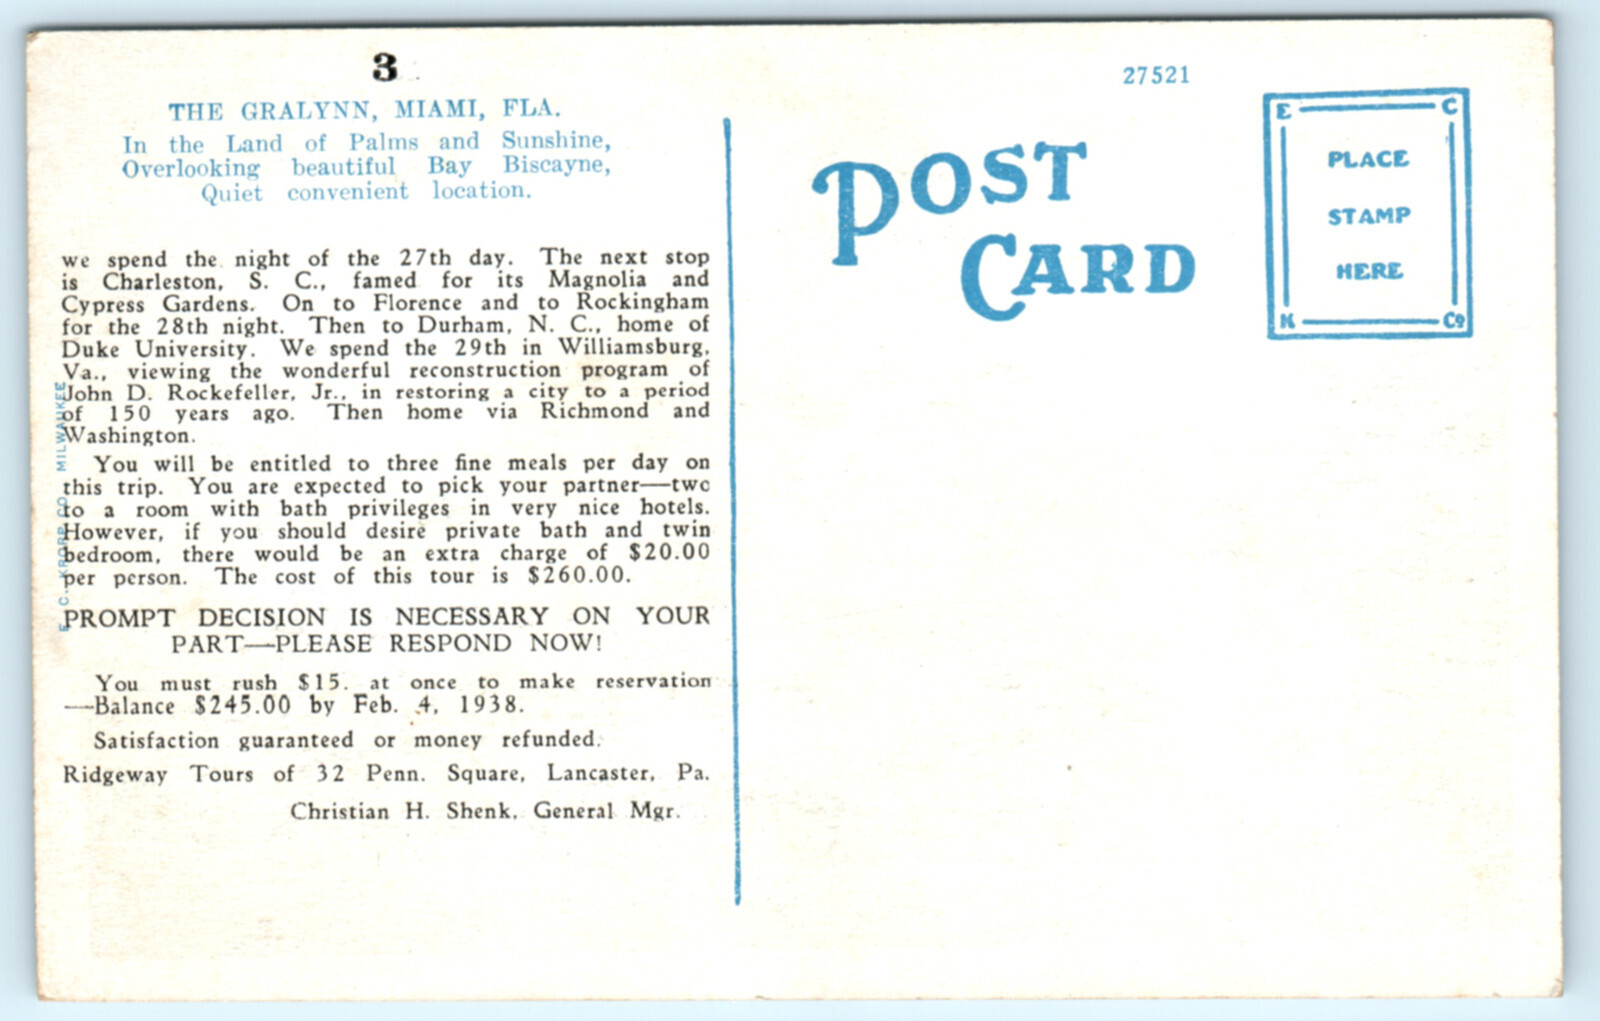 3
THE GRALYNN, MIAMI, FLA.
In the Land of Palms and Sunshine,
Overlooking beautiful Bay Biscayne,
Quiet convenient location.
we spend the night of the 27th day. The next stop
is Charleston, S. C., famed for its Magnolia and
Cypress Gardens. On to Florence and to Rockingham
for the 28th night. Then to Durham, N. C., home of
Duke University. We spend the 29th in Williamsburg,
Va., viewing the wonderful reconstruction program of
John D. Rockefeller, Jr., in restoring a city to a period
of 150 years ago. Then home via Richmond and
Washington.
You will be entitled to three fine meals per day on
this trip. You are expected to pick your partner—two
to a room with bath privileges in very nice hotels.
However, if you should desire private bath and twin
bedroom, there would be an extra charge of $20.00
per person. The cost of this tour is $260.00.
PROMPT DECISION IS NECESSARY ON YOUR
PART—PLEASE RESPOND NOW!
You must rush $15. at once to make reservation
—Balance $245.00 by Feb. 4, 1938.
Satisfaction guaranteed or money refunded.
Ridgeway Tours of 32 Penn. Square, Lancaster, Pa.
Christian H. Shenk, General Mgr.
E. C. KROPP CO. MILWAUKEE
27521
POST
CARD
E C
PLACE
STAMP
HERE
K Co